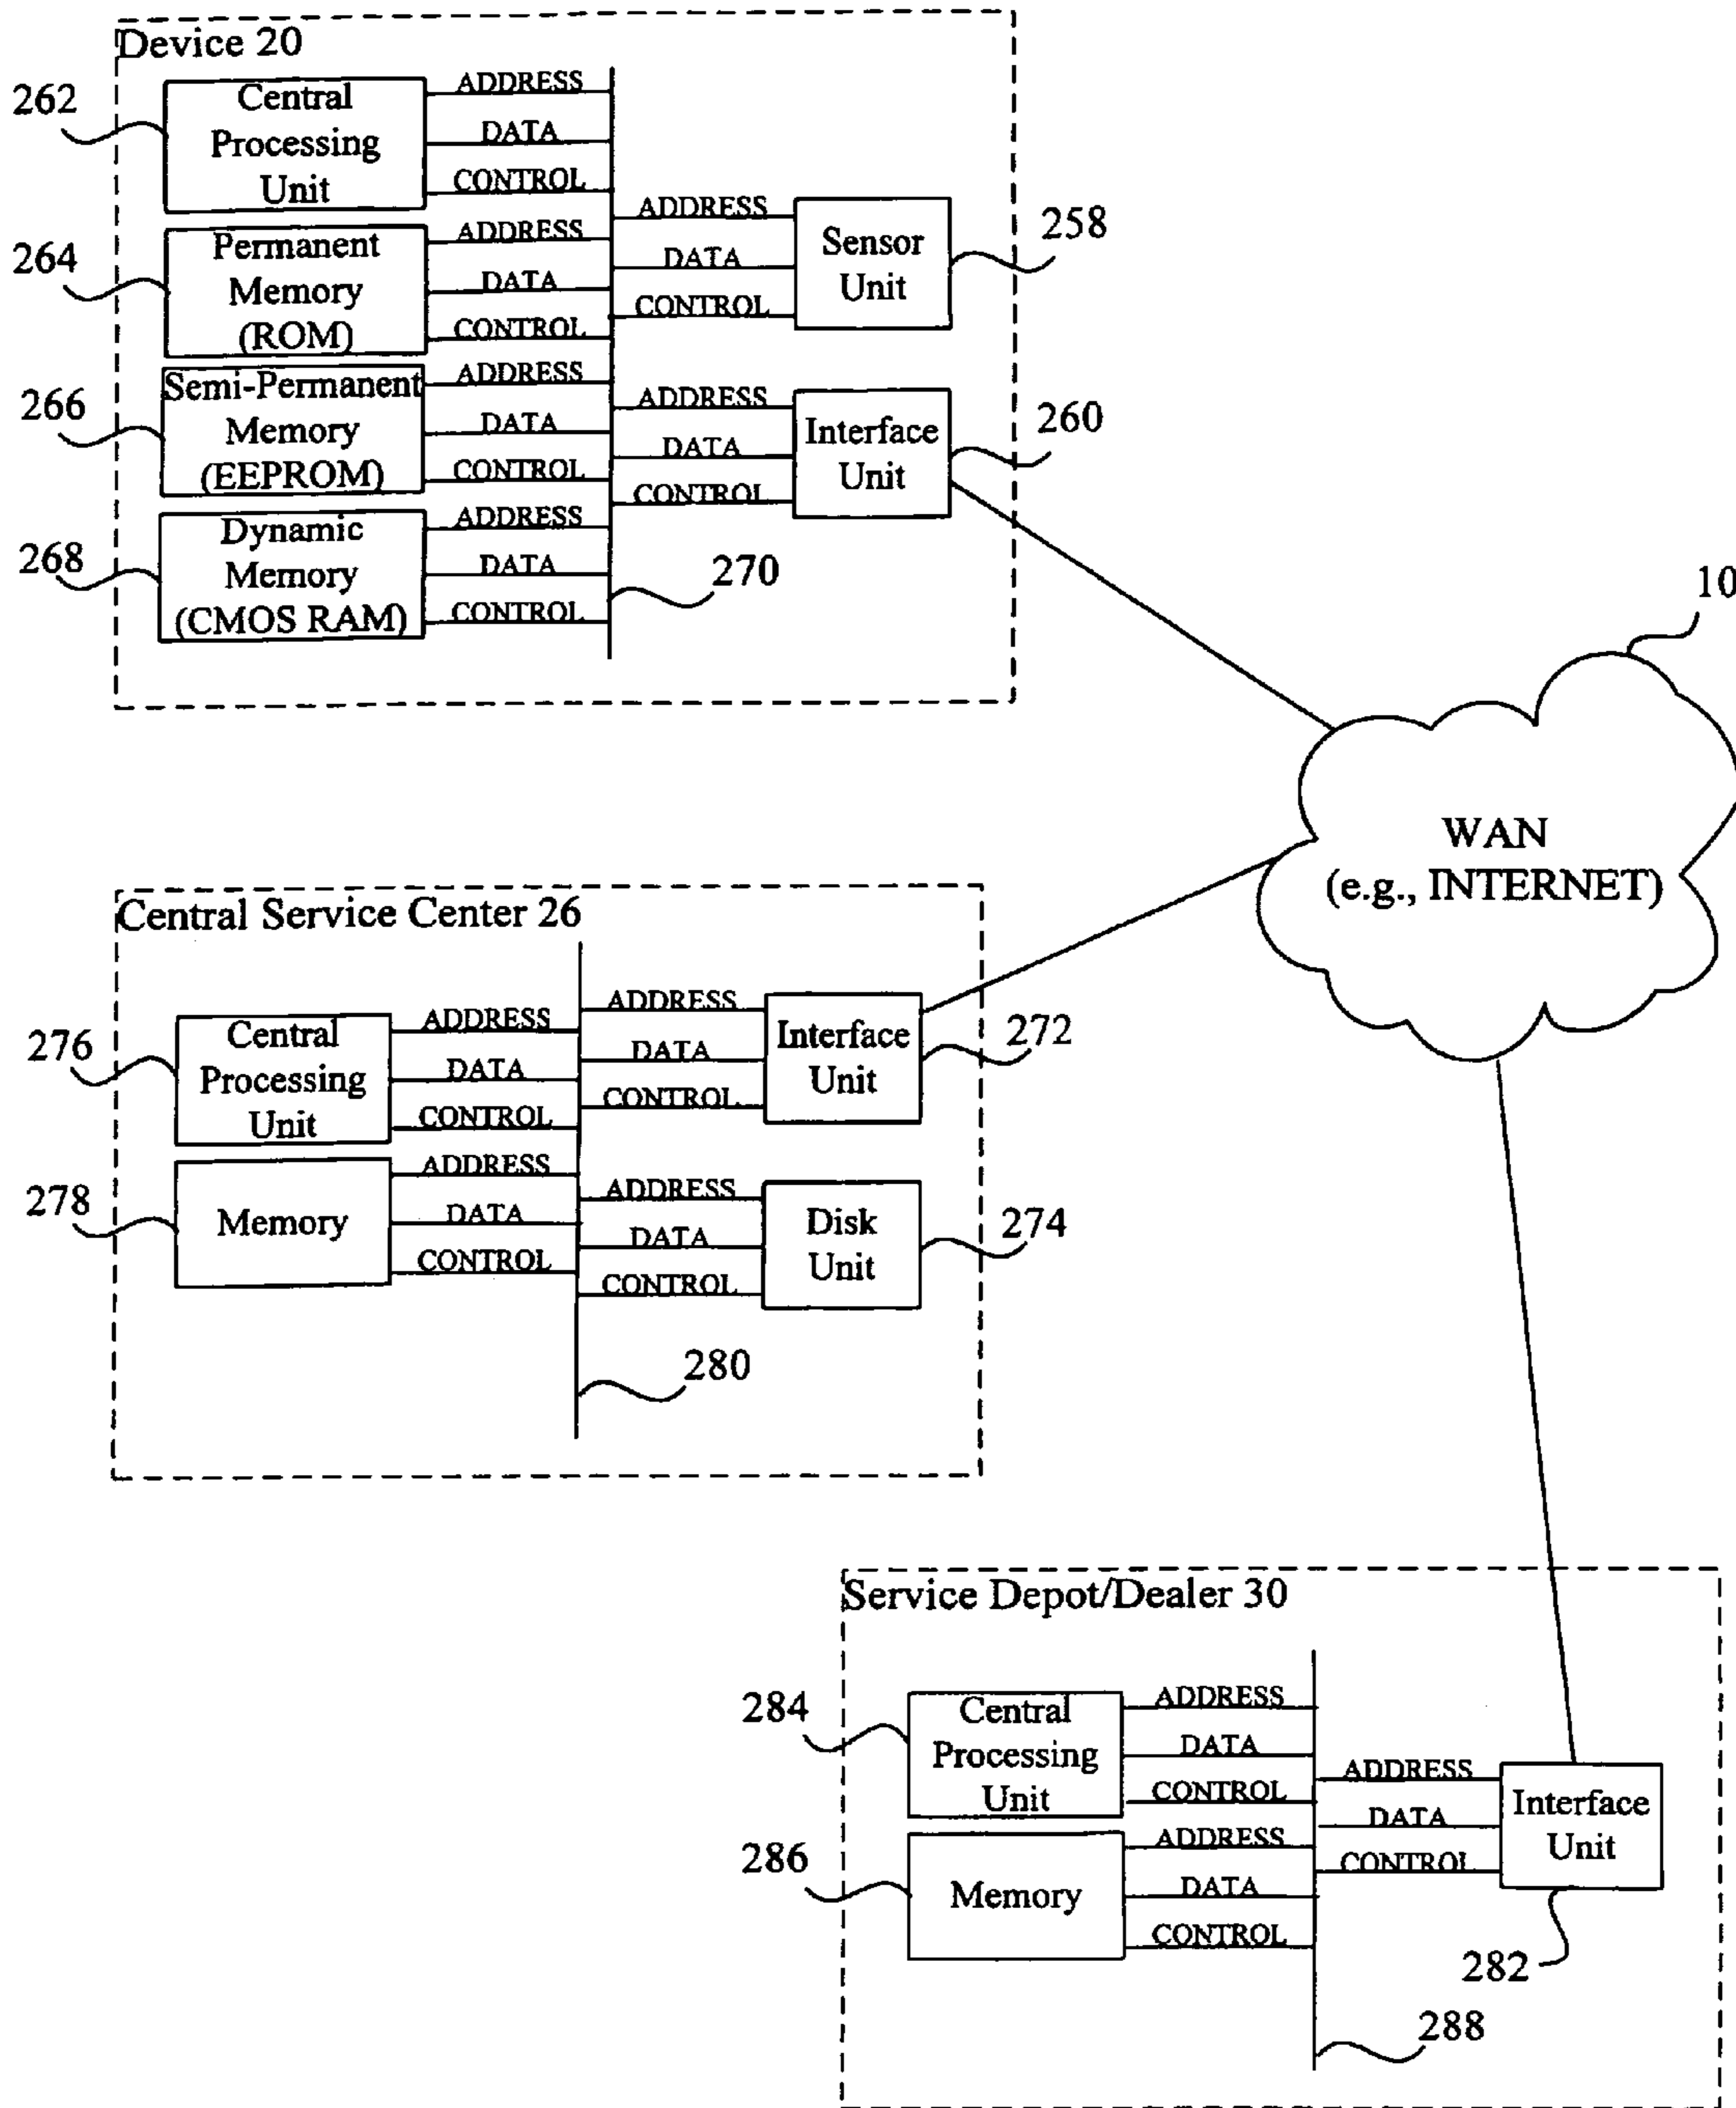 Device 20
262
Central
Processing
Unit
ADDRESS
DATA
CONTROL
264
Permanent
Memory
(ROM)
ADDRESS
DATA
CONTROL
266
Semi-Permanent
Memory
(EEPROM)
ADDRESS
DATA
CONTROL
268
Dynamic
Memory
(CMOS RAM)
ADDRESS
DATA
CONTROL
270
ADDRESS
DATA
CONTROL
Sensor
Unit
258
ADDRESS
DATA
CONTROL
Interface
Unit
260
10
WAN
(e.g., INTERNET)
Central Service Center 26
276
Central
Processing
Unit
ADDRESS
DATA
CONTROL
278
Memory
ADDRESS
DATA
CONTROL
ADDRESS
DATA
CONTROL
Interface
Unit
272
ADDRESS
DATA
CONTROL
Disk
Unit
274
280
Service Depot/Dealer 30
284
Central
Processing
Unit
ADDRESS
DATA
CONTROL
286
Memory
ADDRESS
DATA
CONTROL
ADDRESS
DATA
CONTROL
Interface
Unit
282
288